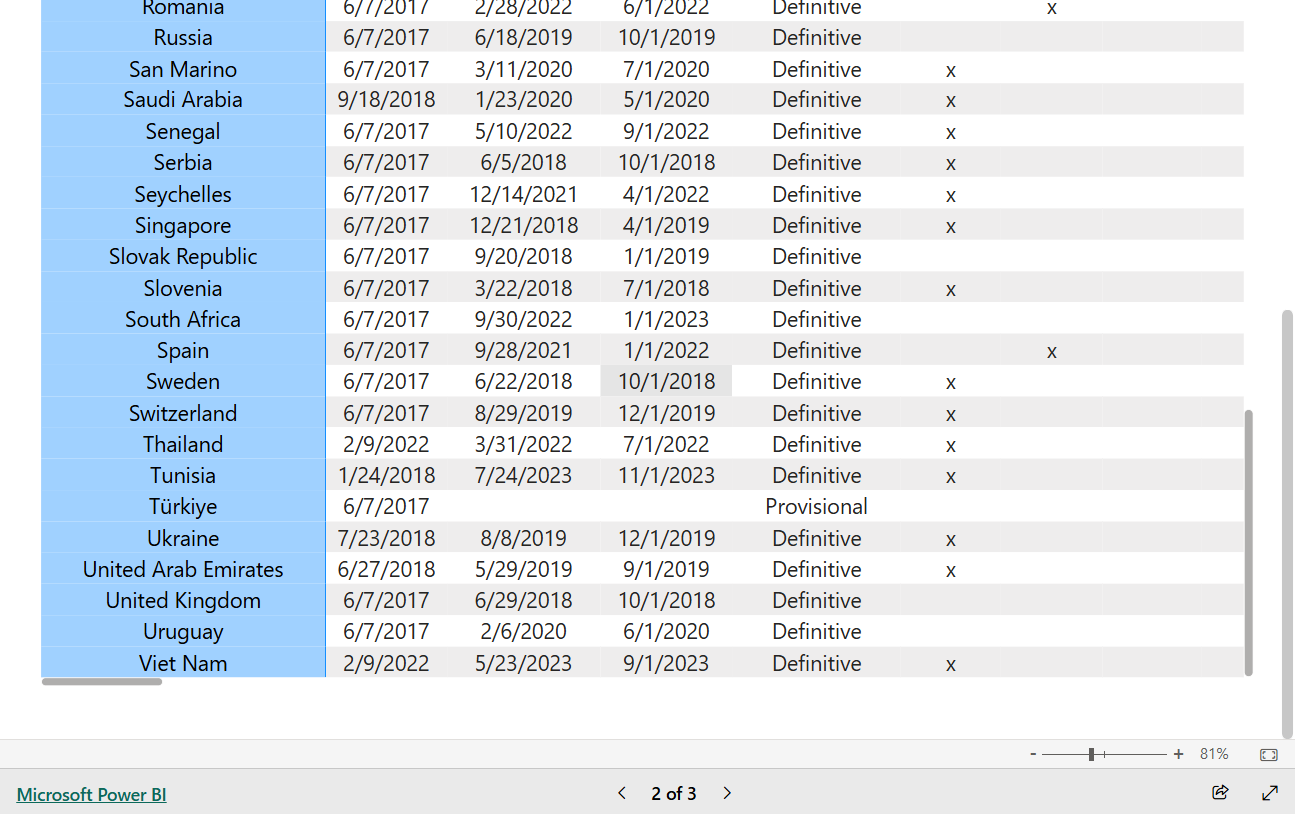 Romania 6/7/2017 2/28/2022 6/1/2022 Definitive x
Russia 6/7/2017 6/18/2019 10/1/2019 Definitive
San Marino 6/7/2017 3/11/2020 7/1/2020 Definitive x
Saudi Arabia 9/18/2018 1/23/2020 5/1/2020 Definitive x
Senegal 6/7/2017 5/10/2022 9/1/2022 Definitive x
Serbia 6/7/2017 6/5/2018 10/1/2018 Definitive x
Seychelles 6/7/2017 12/14/2021 4/1/2022 Definitive x
Singapore 6/7/2017 12/21/2018 4/1/2019 Definitive x
Slovak Republic 6/7/2017 9/20/2018 1/1/2019 Definitive
Slovenia 6/7/2017 3/22/2018 7/1/2018 Definitive x
South Africa 6/7/2017 9/30/2022 1/1/2023 Definitive
Spain 6/7/2017 9/28/2021 1/1/2022 Definitive x
Sweden 6/7/2017 6/22/2018 10/1/2018 Definitive x
Switzerland 6/7/2017 8/29/2019 12/1/2019 Definitive x
Thailand 2/9/2022 3/31/2022 7/1/2022 Definitive x
Tunisia 1/24/2018 7/24/2023 11/1/2023 Definitive x
Türkiye 6/7/2017 Provisional
Ukraine 7/23/2018 8/8/2019 12/1/2019 Definitive x
United Arab Emirates 6/27/2018 5/29/2019 9/1/2019 Definitive x
United Kingdom 6/7/2017 6/29/2018 10/1/2018 Definitive
Uruguay 6/7/2017 2/6/2020 6/1/2020 Definitive
Viet Nam 2/9/2022 5/23/2023 9/1/2023 Definitive x
- + 81%
Microsoft Power BI < 2 of 3 >